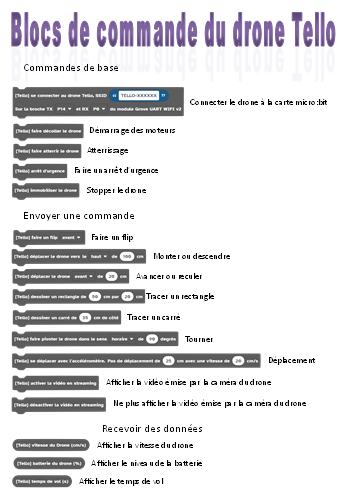 Blocs de commande du drone Tello
Commandes de base
[Tello] se connecter au drone Tello, SSID “ TELLO-XXXXXX ”
Sur la broche TX P14 et RX P0 du module Grove UART WIFI v2
Connecter le drone à la carte micro:bit
[Tello] faire décoller le drone Démarrage des moteurs
[Tello] faire atterrir le drone Atterrissage
[Tello] arrêt d'urgence Faire un arrêt d'urgence
[Tello] immobiliser le drone Stopper le drone
Envoyer une commande
[Tello] faire un flip avant Faire un flip
[Tello] déplacer le drone vers le haut de 100 cm Monter ou descendre
[Tello] déplacer le drone avant de 20 cm Avancer ou reculer
[Tello] dessiner un rectangle de 50 cm par 20 cm Tracer un rectangle
[Tello] dessiner un carré de 35 cm de côté Tracer un carré
[Tello] faire pivoter le drone dans le sens horaire de 90 degrés Tourner
[Tello] se déplacer avec l'accéléromètre. Pas de déplacement de 25 cm avec une vitesse de 20 cm/s Déplacement
[Tello] activer la vidéo en streaming Afficher la vidéo émise par la caméra du drone
[Tello] désactiver la vidéo en streaming Ne plus afficher la vidéo émise par la caméra du drone
Recevoir des données
[Tello] vitesse du Drone (cm/s) Afficher la vitesse du drone
[Tello] batterie du drone (%) Afficher le niveau de la batterie
[Tello] temps de vol (s) Afficher le temps de vol